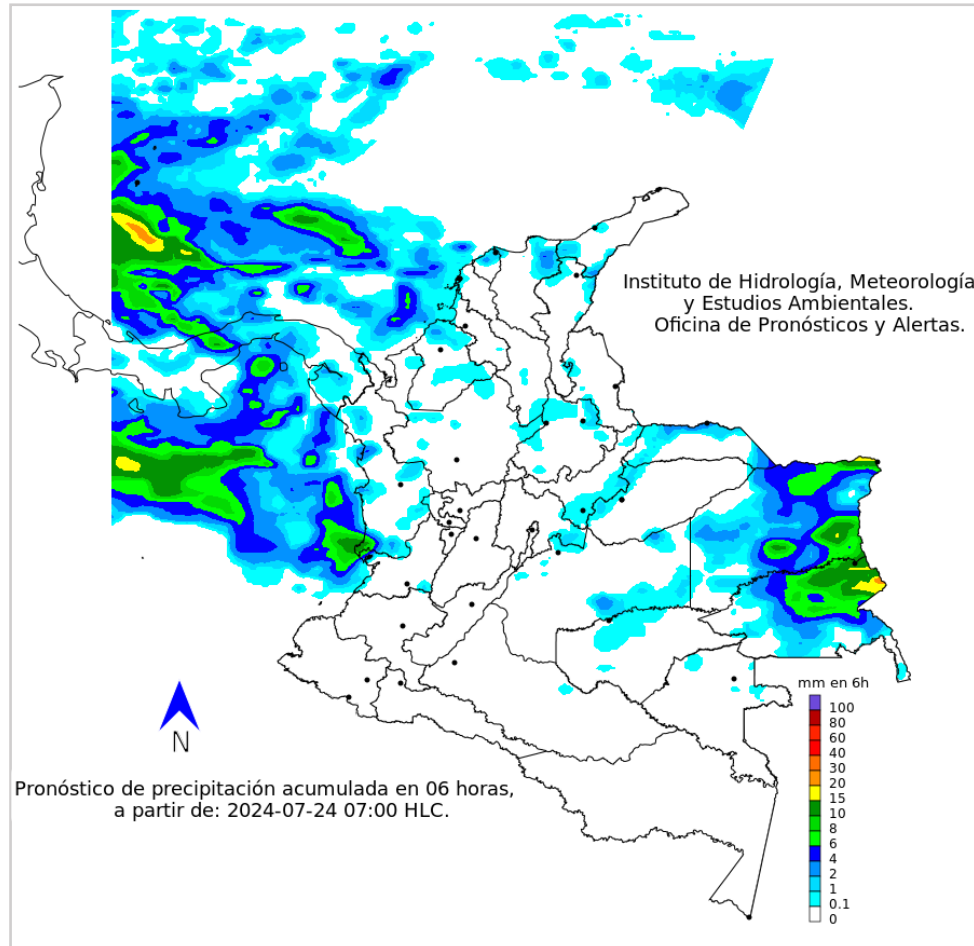 Instituto de Hidrología, Meteorología
y Estudios Ambientales.
Oficina de Pronósticos y Alertas.
N
Pronóstico de precipitación acumulada en 06 horas,
a partir de: 2024-07-24 07:00 HLC.
mm en 6h
100
80
60
40
30
20
15
10
8
6
4
2
1
0.1
0